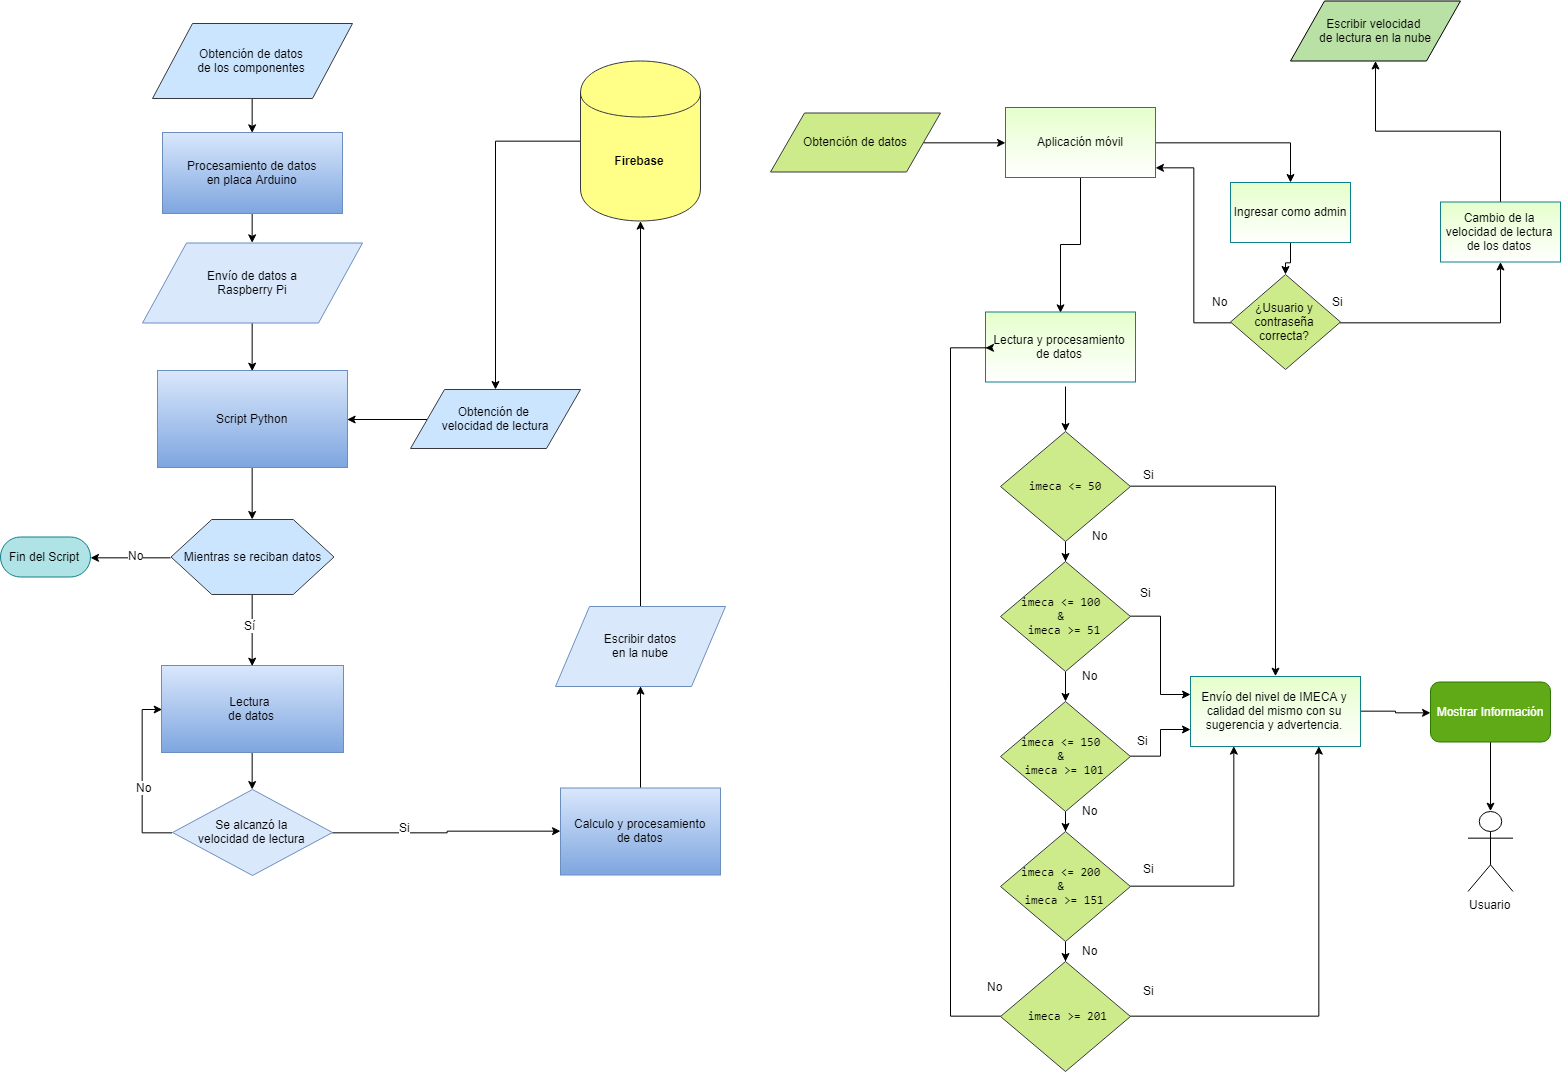 Obtención de datos
de los componentes
Procesamiento de datos
en placa Arduino
Envío de datos a
Raspberry Pi
Script Python
Obtención de
velocidad de lectura
Firebase
Mientras se reciban datos
No
Fin del Script
Sí
Lectura
de datos
No
Se alcanzó la
velocidad de lectura
Si
Calculo y procesamiento
de datos
Escribir datos
en la nube
Escribir velocidad
de lectura en la nube
Obtención de datos
Aplicación móvil
Ingresar como admin
Cambio de la
velocidad de lectura
de los datos
No
¿Usuario y
contraseña
correcta?
Si
Lectura y procesamiento
de datos
imeca <= 50
Si
No
imeca <= 100
&
imeca >= 51
Si
No
imeca <= 150
&
imeca >= 101
Si
No
imeca <= 200
&
imeca >= 151
Si
No
imeca >= 201
No
Si
Envío del nivel de IMECA y
calidad del mismo con su
sugerencia y advertencia.
Mostrar Información
Usuario